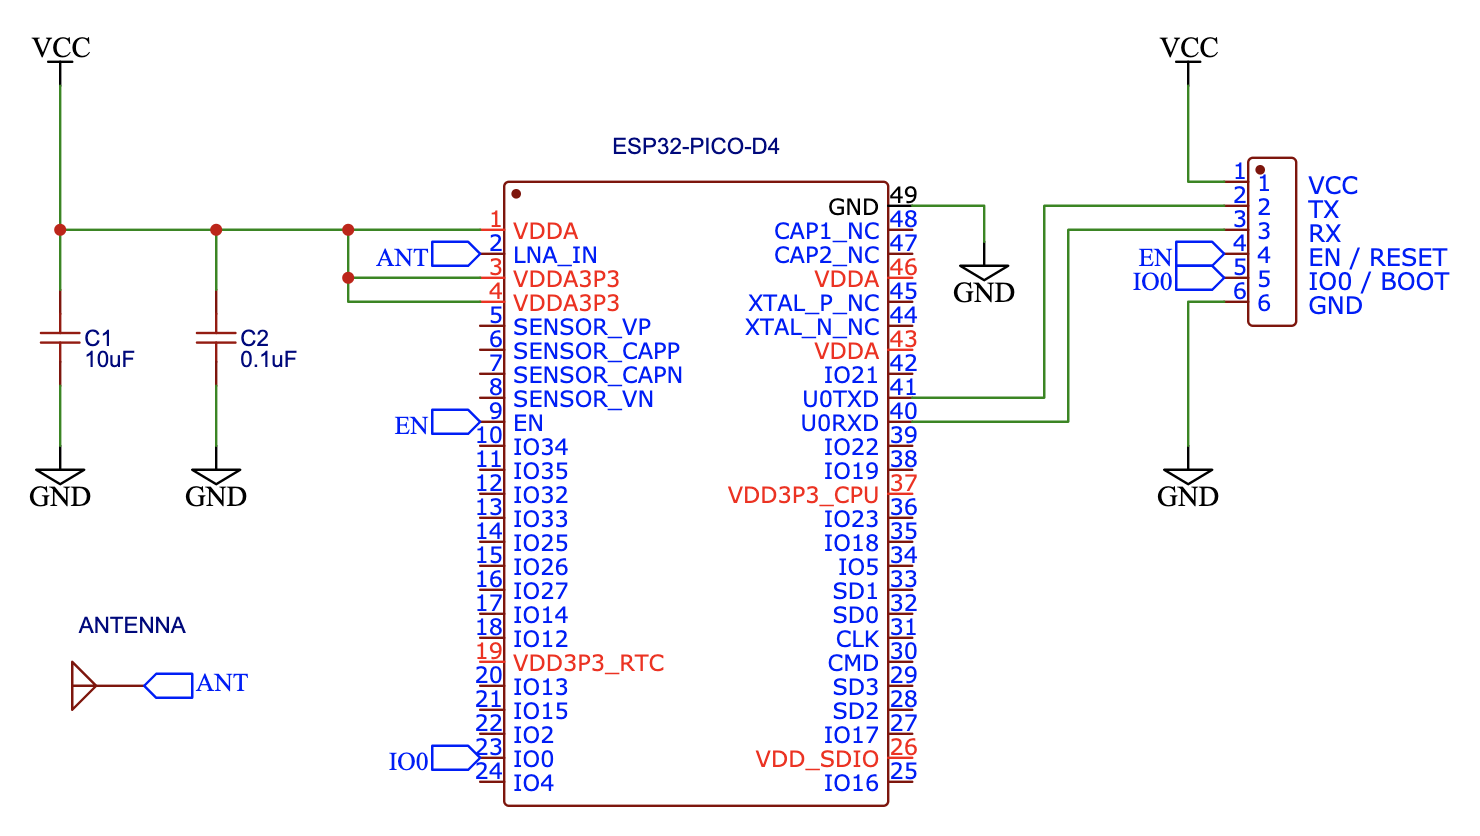 VCC
VCC
ESP32-PICO-D4
C1
10uF
C2
0.1uF
GND
GND
ANTENNA
ANT
ANT
EN
IO0
1 VDDA
2 LNA_IN
3 VDDA3P3
4 VDDA3P3
5 SENSOR_VP
6 SENSOR_CAPP
7 SENSOR_CAPN
8 SENSOR_VN
9 EN
10 IO34
11 IO35
12 IO32
13 IO33
14 IO25
15 IO26
16 IO27
17 IO14
18 IO12
19 VDD3P3_RTC
20 IO13
21 IO15
22 IO2
23 IO0
24 IO4
GND 49
CAP1_NC 48
CAP2_NC 47
VDDA 46
XTAL_P_NC 45
XTAL_N_NC 44
VDDA 43
IO21 42
U0TXD 41
U0RXD 40
IO22 39
IO19 38
VDD3P3_CPU 37
IO23 36
IO18 35
IO5 34
SD1 33
SD0 32
CLK 31
CMD 30
SD3 29
SD2 28
IO17 27
VDD_SDIO 26
IO16 25
GND
EN
IO0
1 1 VCC
2 2 TX
3 3 RX
4 4 EN / RESET
5 5 IO0 / BOOT
6 6 GND
GND